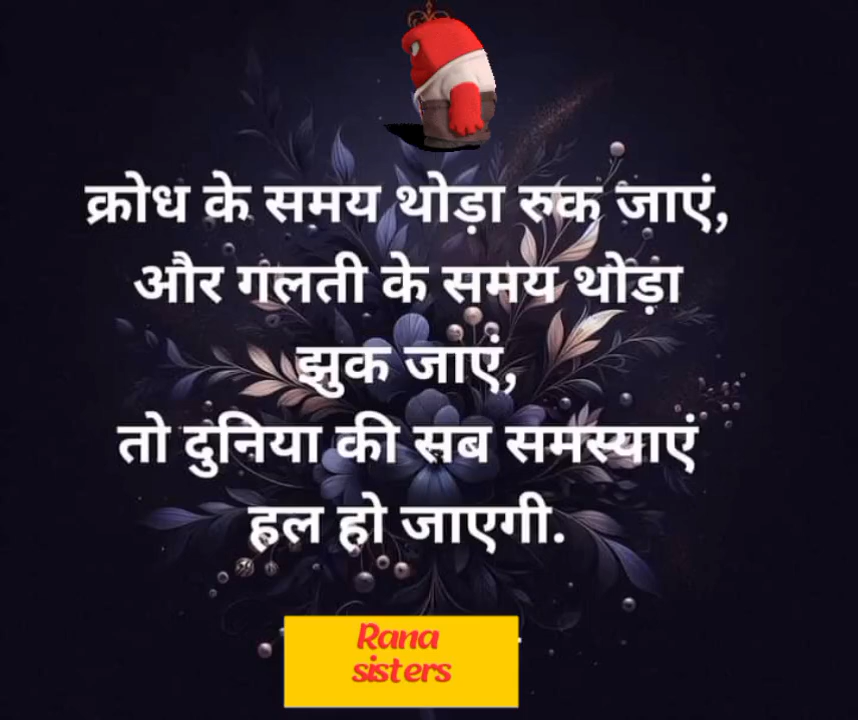 क्रोध के समय थोड़ा रुक जाएं,
और गलती के समय थोड़ा
झुक जाएं,
तो दुनिया की सब समस्याएं
हल हो जाएगी.
Rana
sisters